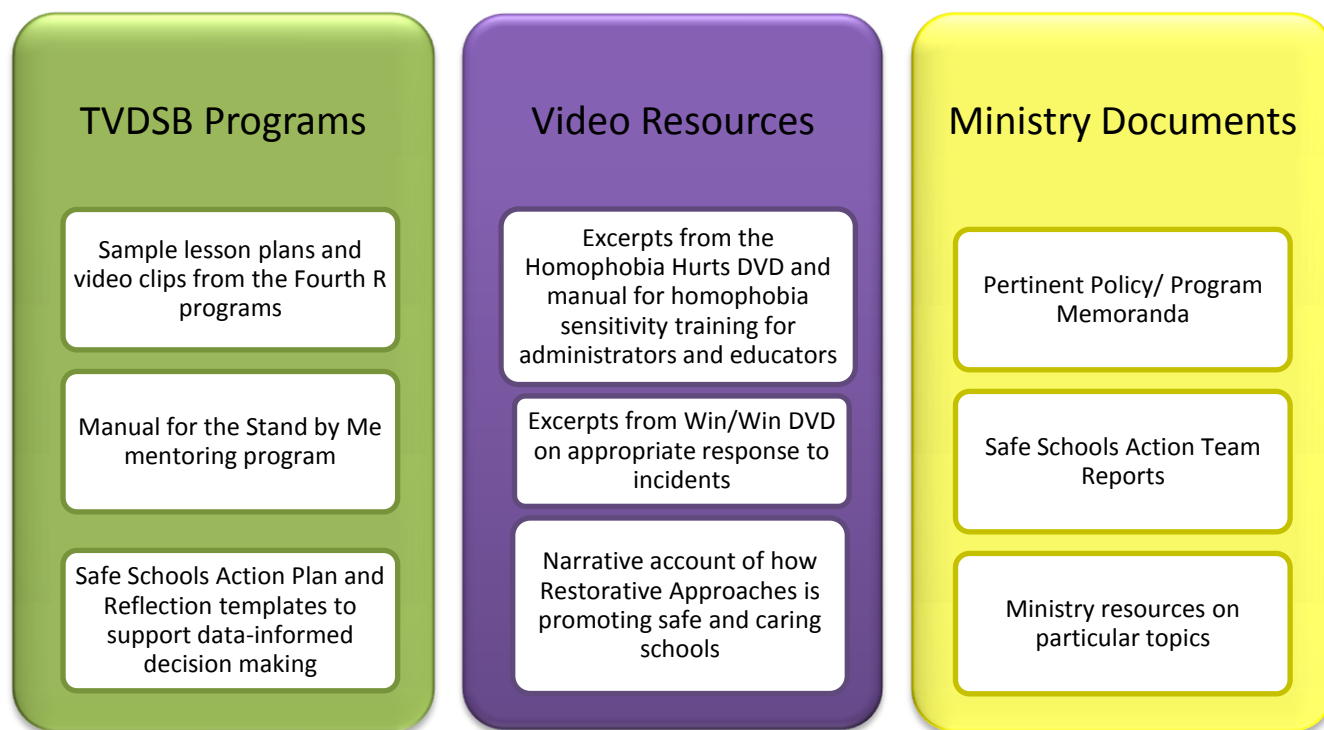 TVDSB Programs
Sample lesson plans and
video clips from the Fourth R
programs
Manual for the Stand by Me
mentoring program
Safe Schools Action Plan and
Reflection templates to
support data-informed
decision making
Video Resources
Excerpts from the
Homophobia Hurts DVD and
manual for homophobia
sensitivity training for
administrators and educators
Excerpts from Win/Win DVD
on appropriate response to
incidents
Narrative account of how
Restorative Approaches is
promoting safe and caring
schools
Ministry Documents
Pertinent Policy/ Program
Memoranda
Safe Schools Action Team
Reports
Ministry resources on
particular topics